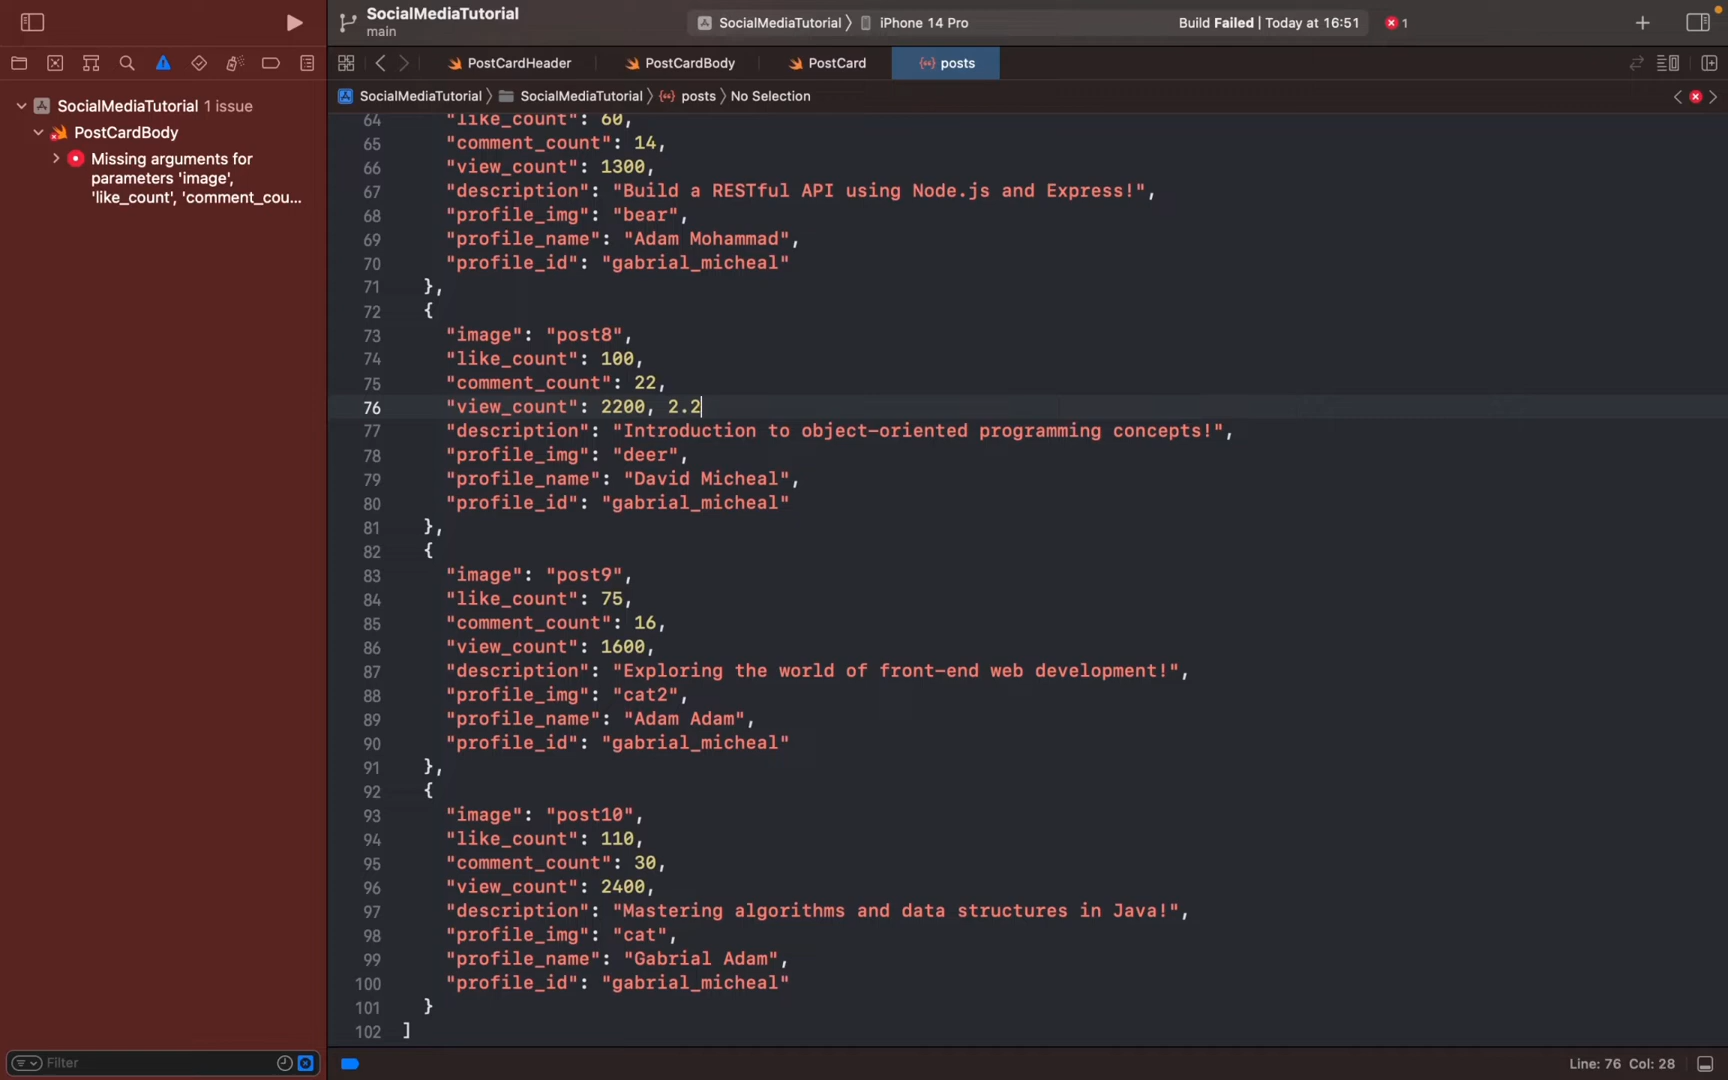 SocialMediaTutorial
main
SocialMediaTutorial 〉 iPhone 14 Pro
Build Failed | Today at 16:51
1
PostCardHeader
PostCardBody
PostCard
posts
SocialMediaTutorial 〉 SocialMediaTutorial 〉 posts 〉 No Selection
SocialMediaTutorial 1 issue
PostCardBody
Missing arguments for
parameters 'image',
'like_count', 'comment_cou...
64 "like_count": 60,
65 "comment_count": 14,
66 "view_count": 1300,
67 "description": "Build a RESTful API using Node.js and Express!",
68 "profile_img": "bear",
69 "profile_name": "Adam Mohammad",
70 "profile_id": "gabrial_micheal"
71 },
72 {
73 "image": "post8",
74 "like_count": 100,
75 "comment_count": 22,
76 "view_count": 2200, 2.2
77 "description": "Introduction to object-oriented programming concepts!",
78 "profile_img": "deer",
79 "profile_name": "David Micheal",
80 "profile_id": "gabrial_micheal"
81 },
82 {
83 "image": "post9",
84 "like_count": 75,
85 "comment_count": 16,
86 "view_count": 1600,
87 "description": "Exploring the world of front-end web development!",
88 "profile_img": "cat2",
89 "profile_name": "Adam Adam",
90 "profile_id": "gabrial_micheal"
91 },
92 {
93 "image": "post10",
94 "like_count": 110,
95 "comment_count": 30,
96 "view_count": 2400,
97 "description": "Mastering algorithms and data structures in Java!",
98 "profile_img": "cat",
99 "profile_name": "Gabrial Adam",
100 "profile_id": "gabrial_micheal"
101 }
102 ]
Filter
Line: 76 Col: 28